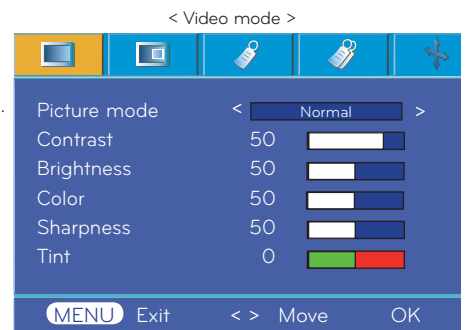 < Video mode >
Picture mode < Normal >
Contrast 50
Brightness 50
Color 50
Sharpness 50
Tint 0
MENU Exit < > Move OK